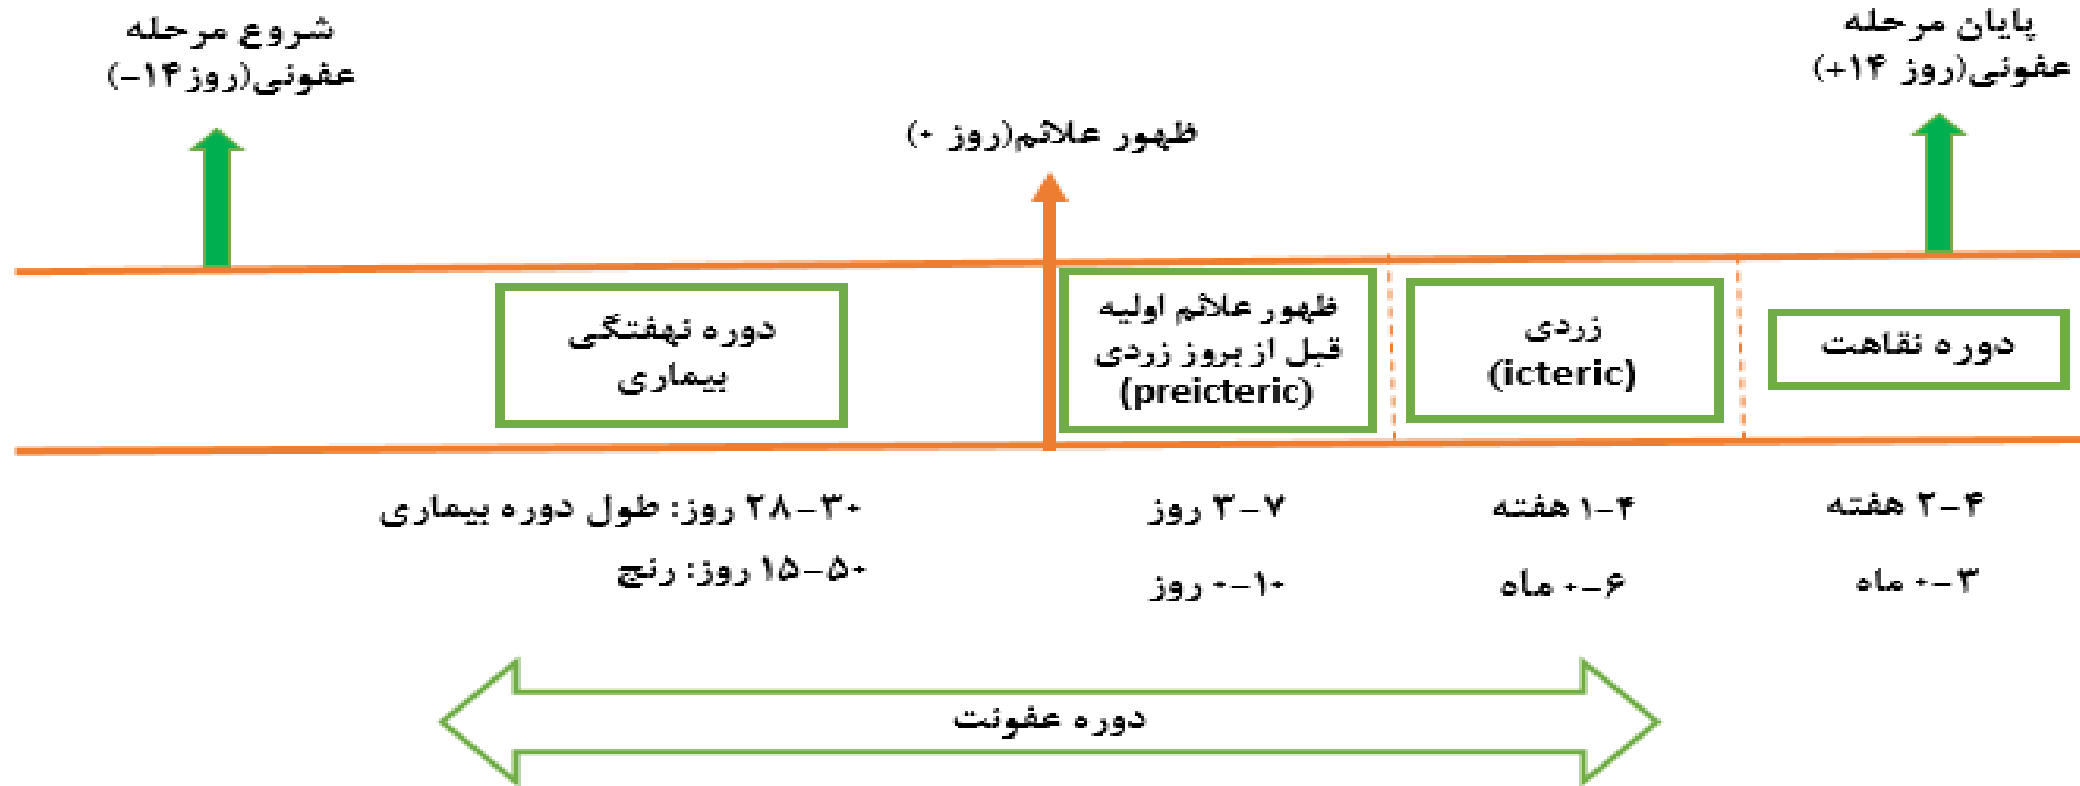 شروع مرحله
عفونی(روز۱۴–)
پایان مرحله
عفونی(روز ۱۴+)
ظهور علائم(روز ۰)
دوره نهفتگی
بیماری
ظهور علائم اولیه
قبل از بروز زردی
(preicteric)
زردی
(icteric)
دوره نقاهت
۲۸–۳۰ روز: طول دوره بیماری
۱۵–۵۰ روز: رنج
۳–۷ روز
۰–۱۰ روز
۱–۴ هفته
۰–۶ ماه
۲–۴ هفته
۰–۳ ماه
دوره عفونت